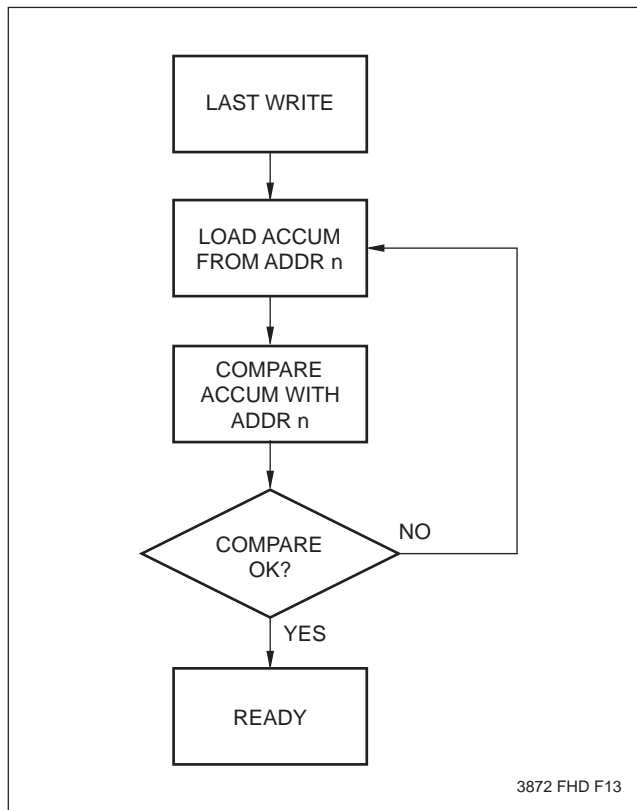 LAST WRITE
LOAD ACCUM
FROM ADDR n
COMPARE
ACCUM WITH
ADDR n
COMPARE
OK?
NO
YES
READY
3872 FHD F13